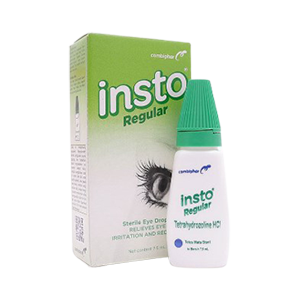 combiphar
insto®
Regular
Sterile Eye Drops
RELIEVES EYE
IRRITATION AND RED
combiphar
insto®
Regular
Tetrahydrozoline HCl